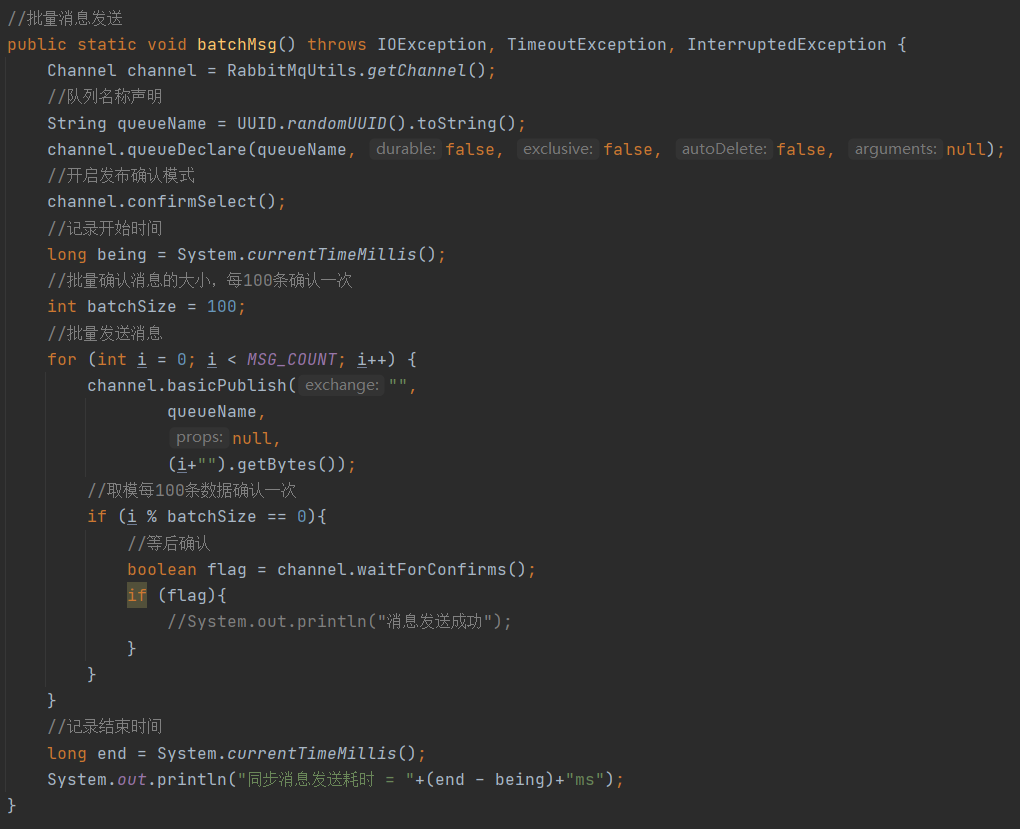 //批量消息发送
public static void batchMsg() throws IOException, TimeoutException, InterruptedException {
    Channel channel = RabbitMqUtils.getChannel();
    //队列名称声明
    String queueName = UUID.randomUUID().toString();
    channel.queueDeclare(queueName, durable: false, exclusive: false, autoDelete: false, arguments: null);
    //开启发布确认模式
    channel.confirmSelect();
    //记录开始时间
    long being = System.currentTimeMillis();
    //批量确认消息的大小，每100条确认一次
    int batchSize = 100;
    //批量发送消息
    for (int i = 0; i < MSG_COUNT; i++) {
        channel.basicPublish( exchange: "",
                queueName,
                props: null,
                (i+"").getBytes());
        //取模每100条数据确认一次
        if (i % batchSize == 0){
            //等后确认
            boolean flag = channel.waitForConfirms();
            if (flag){
                //System.out.println("消息发送成功");
            }
        }
    }
    //记录结束时间
    long end = System.currentTimeMillis();
    System.out.println("同步消息发送耗时 = "+(end - being)+"ms");
}